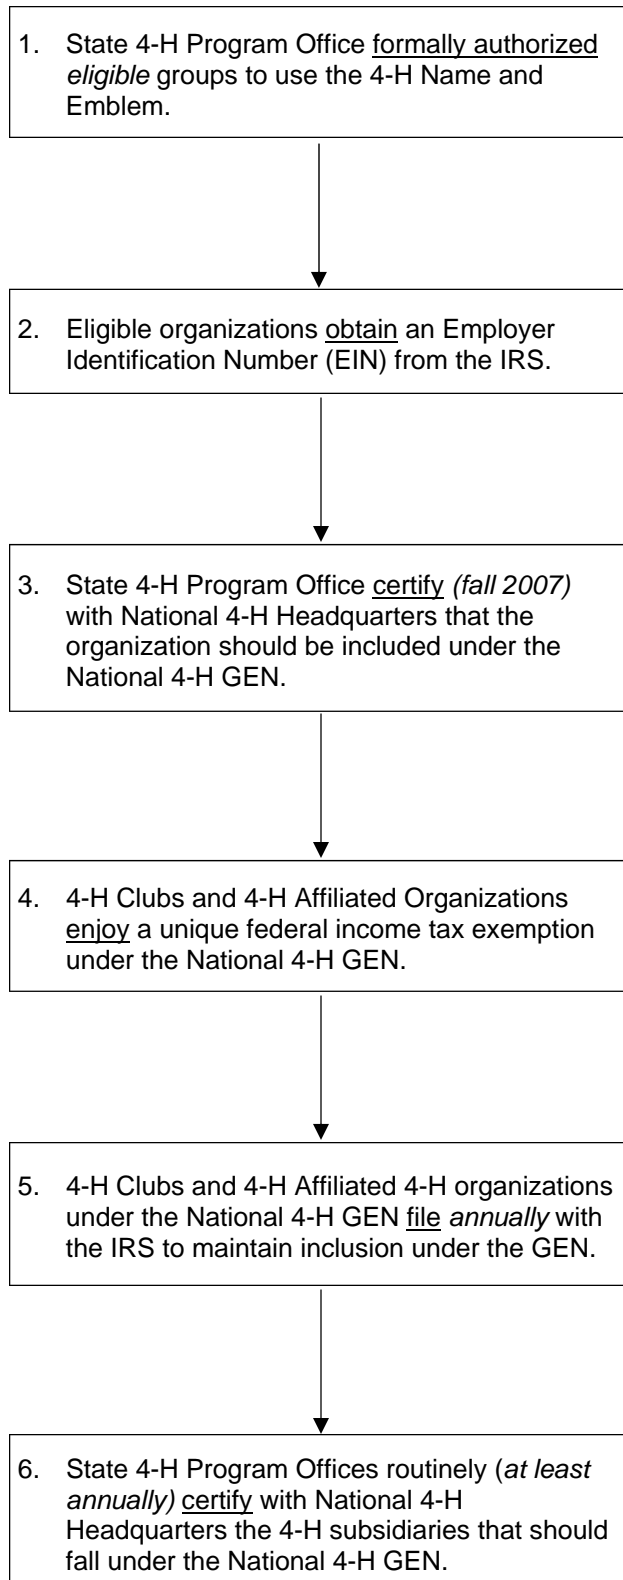 1. State 4-H Program Office formally authorized
eligible groups to use the 4-H Name and
Emblem.
2. Eligible organizations obtain an Employer
Identification Number (EIN) from the IRS.
3. State 4-H Program Office certify (fall 2007)
with National 4-H Headquarters that the
organization should be included under the
National 4-H GEN.
4. 4-H Clubs and 4-H Affiliated Organizations
enjoy a unique federal income tax exemption
under the National 4-H GEN.
5. 4-H Clubs and 4-H Affiliated 4-H organizations
under the National 4-H GEN file annually with
the IRS to maintain inclusion under the GEN.
6. State 4-H Program Offices routinely (at least
annually) certify with National 4-H
Headquarters the 4-H subsidiaries that should
fall under the National 4-H GEN.